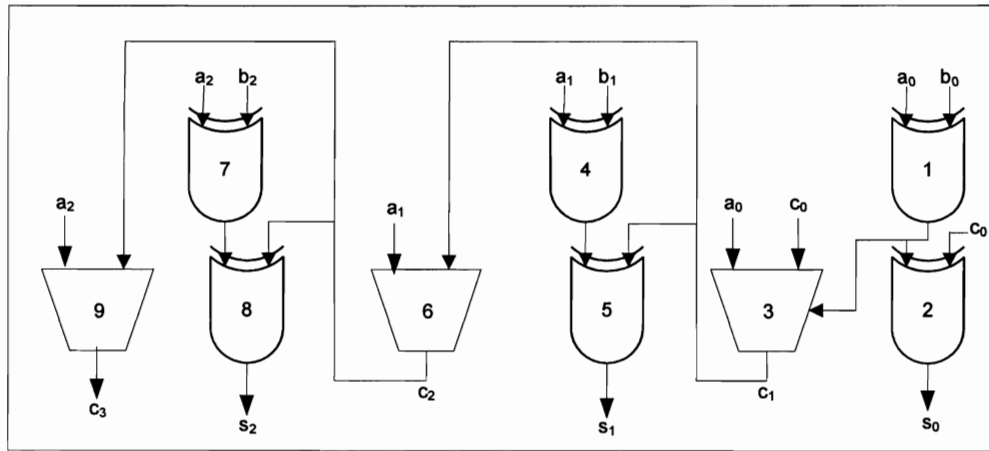 a₂ b₂ a₁ b₁ a₀ b₀
7 4 1
a₂ a₁ a₀ c₀ c₀
9 8 6 5 3 2
c₃ s₂ c₂ s₁ c₁ s₀